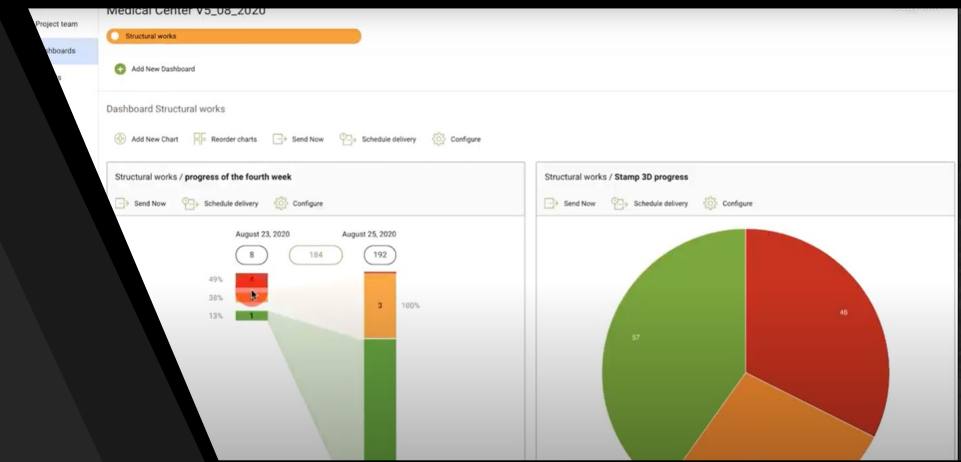 Medical Center V5_08_2020
Project team
Structural works
Add New Dashboard
Dashboard Structural works
Add New Chart Reorder charts Send Now Schedule delivery Configure
Structural works / progress of the fourth week
Send Now Schedule delivery Configure
August 23, 2020 August 25, 2020
8 184 192
49% 4
38%
13% 1
3 100%
Structural works / Stamp 3D progress
Send Now Schedule delivery Configure
57
46